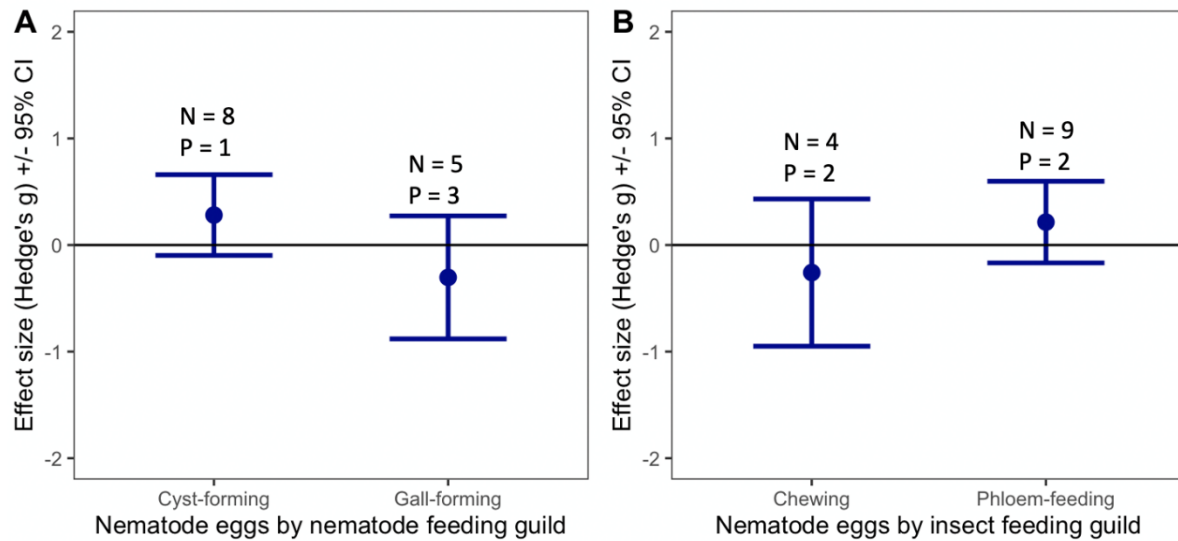 A
Effect size (Hedge's g) +/- 95% CI
2
1
0
-1
-2
N = 8
P = 1
N = 5
P = 3
Cyst-forming
Gall-forming
Nematode eggs by nematode feeding guild
B
Effect size (Hedge's g) +/- 95% CI
2
1
0
-1
-2
N = 4
P = 2
N = 9
P = 2
Chewing
Phloem-feeding
Nematode eggs by insect feeding guild